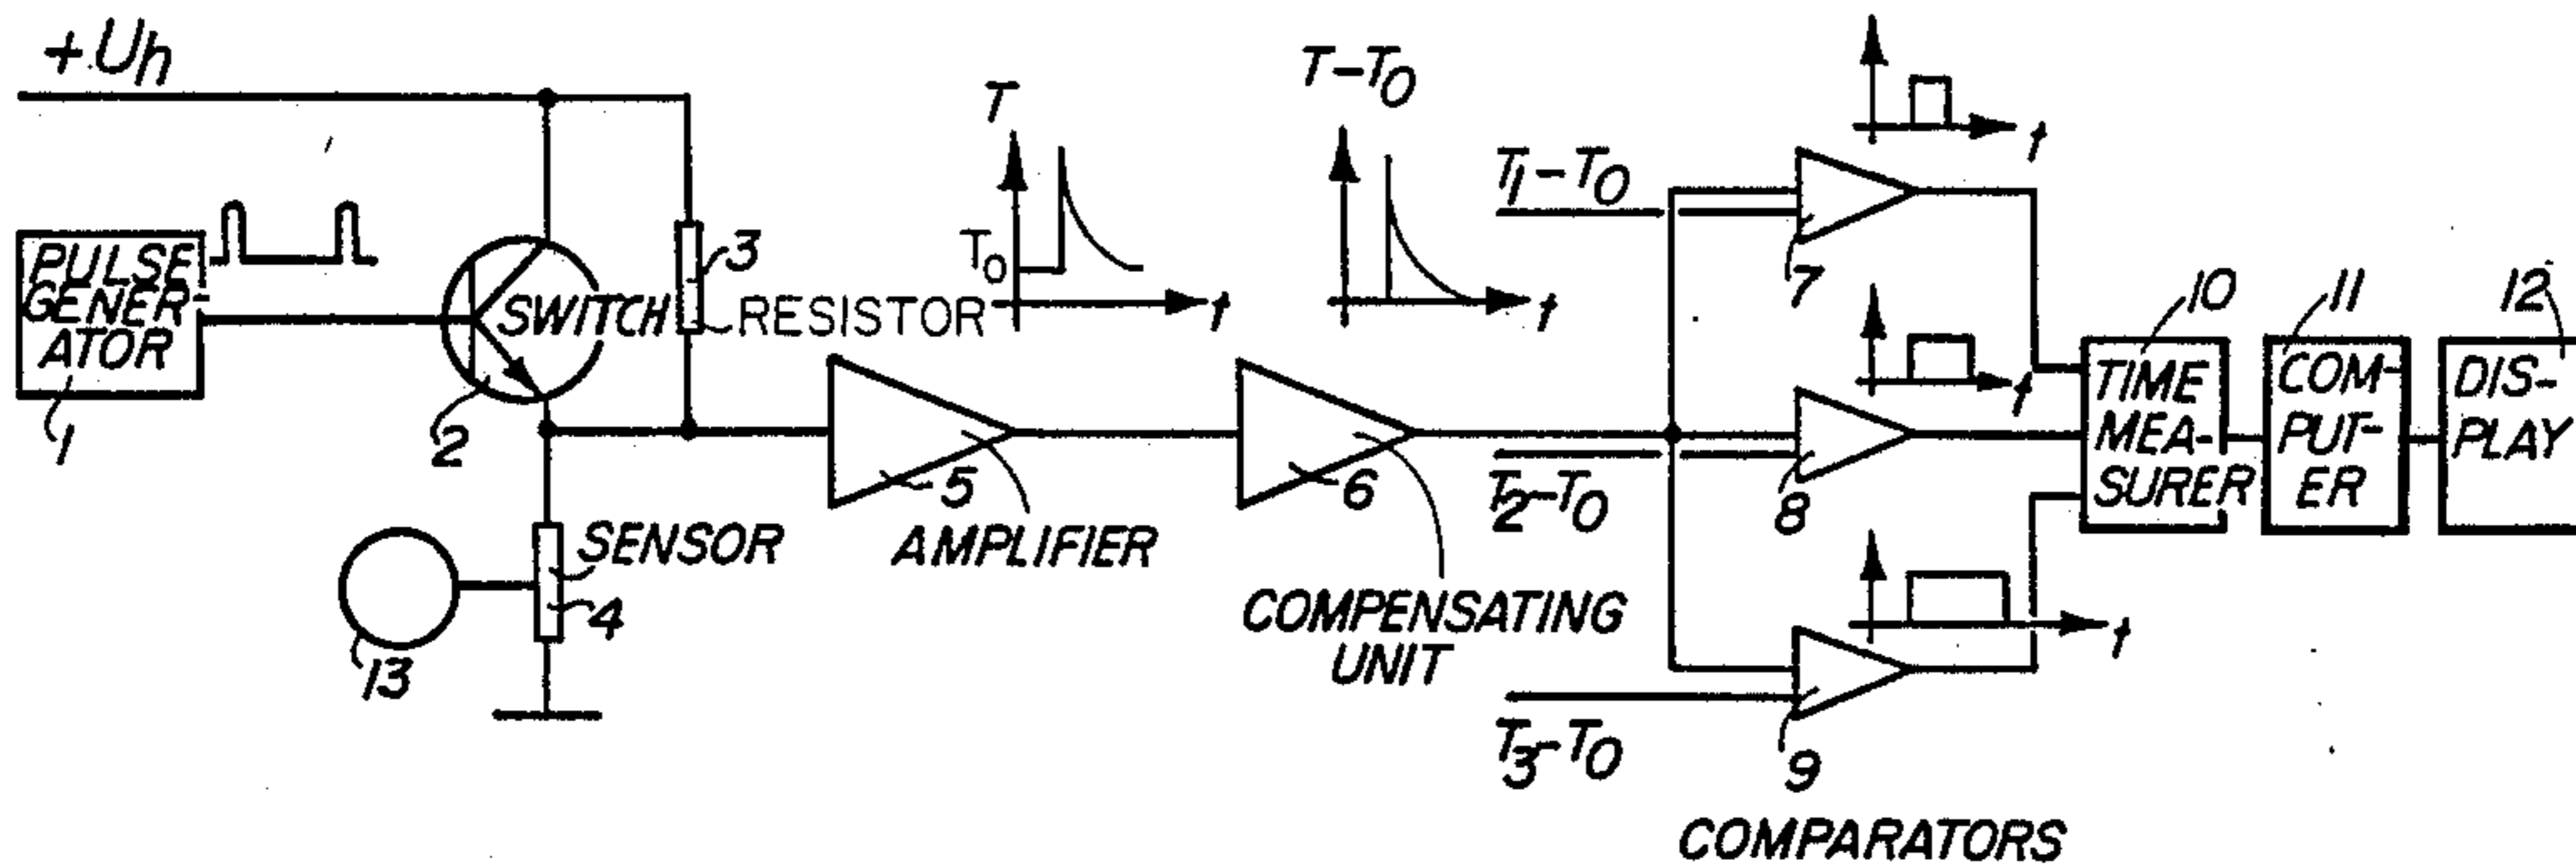 +Uh
PULSE
GENER-
ATOR
1
SWITCH
2
3
RESISTOR
SENSOR
4
13
T
T0
t
5
AMPLIFIER
T-T0
t
6
COMPENSATING
UNIT
T1-T0
7
t
T2-T0
8
t
T3-T0
9
t
COMPARATORS
10
TIME
MEA-
SURER
11
COM-
PUT-
ER
12
DIS-
PLAY